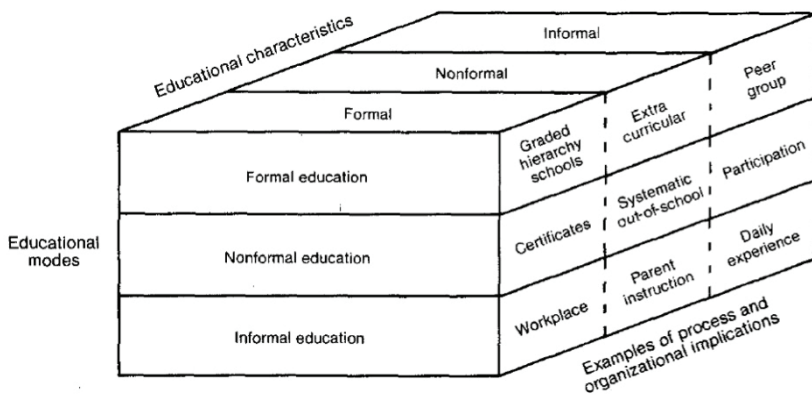 Educational characteristics
Informal
Nonformal
Formal
Educational
modes
Formal education
Nonformal education
Informal education
Graded
hierarchy
schools
Extra
curricular
Peer
group
Certificates
Systematic
out-of-school
Participation
Workplace
Parent
instruction
Daily
experience
Examples of process and
organizational implications